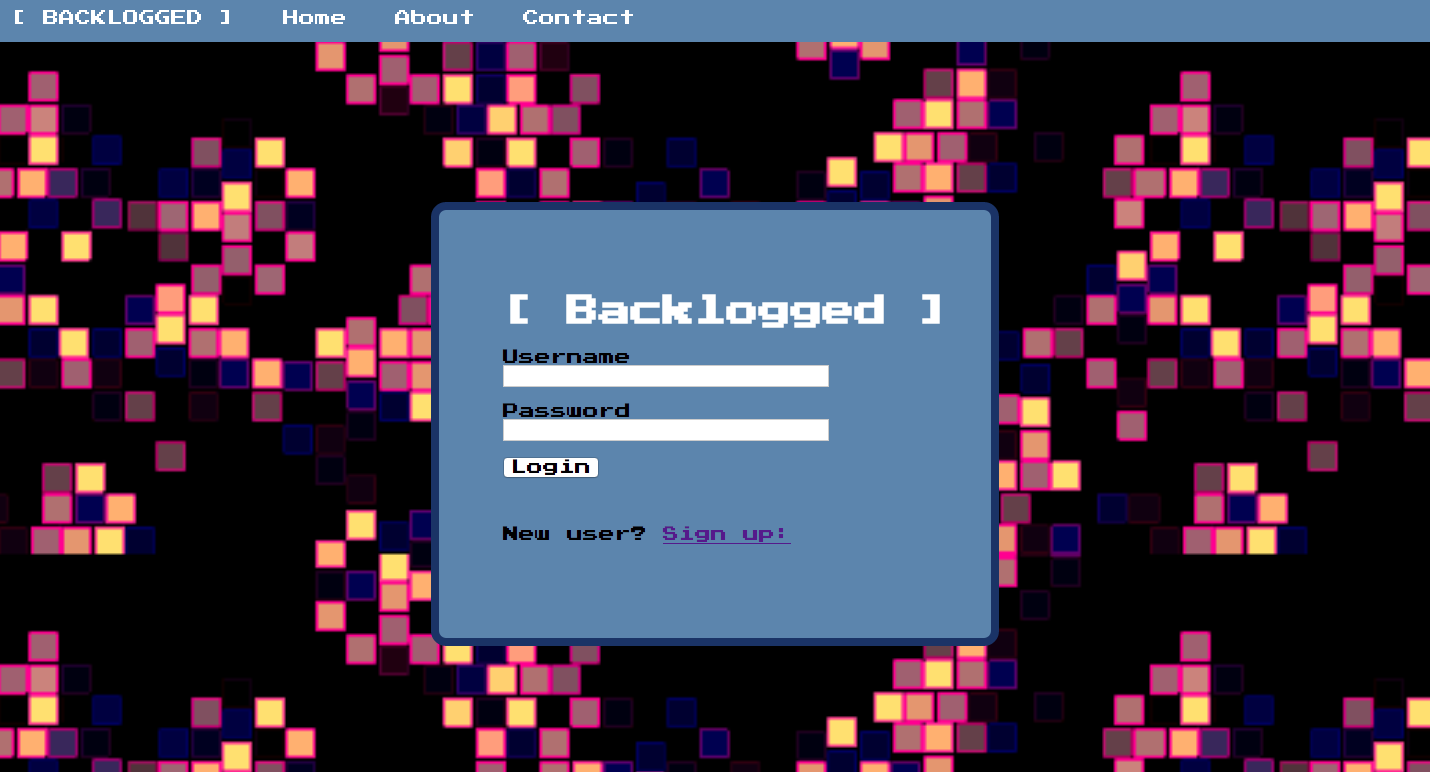 [ BACKLOGGED ] Home About Contact
[ Backlogged ]
Username
Password
Login
New user? Sign up: